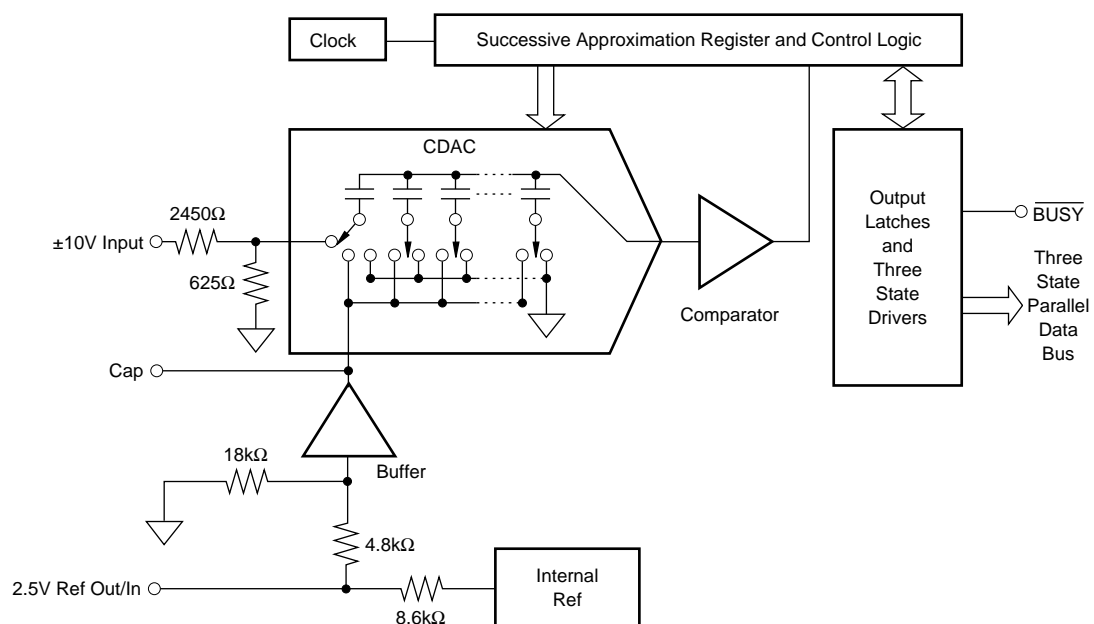 Clock
Successive Approximation Register and Control Logic
CDAC
2450Ω
±10V Input
625Ω
Comparator
Output
Latches
and
Three
State
Drivers
BUSY
Three
State
Parallel
Data
Bus
Cap
Buffer
18kΩ
4.8kΩ
2.5V Ref Out/In
8.6kΩ
Internal
Ref